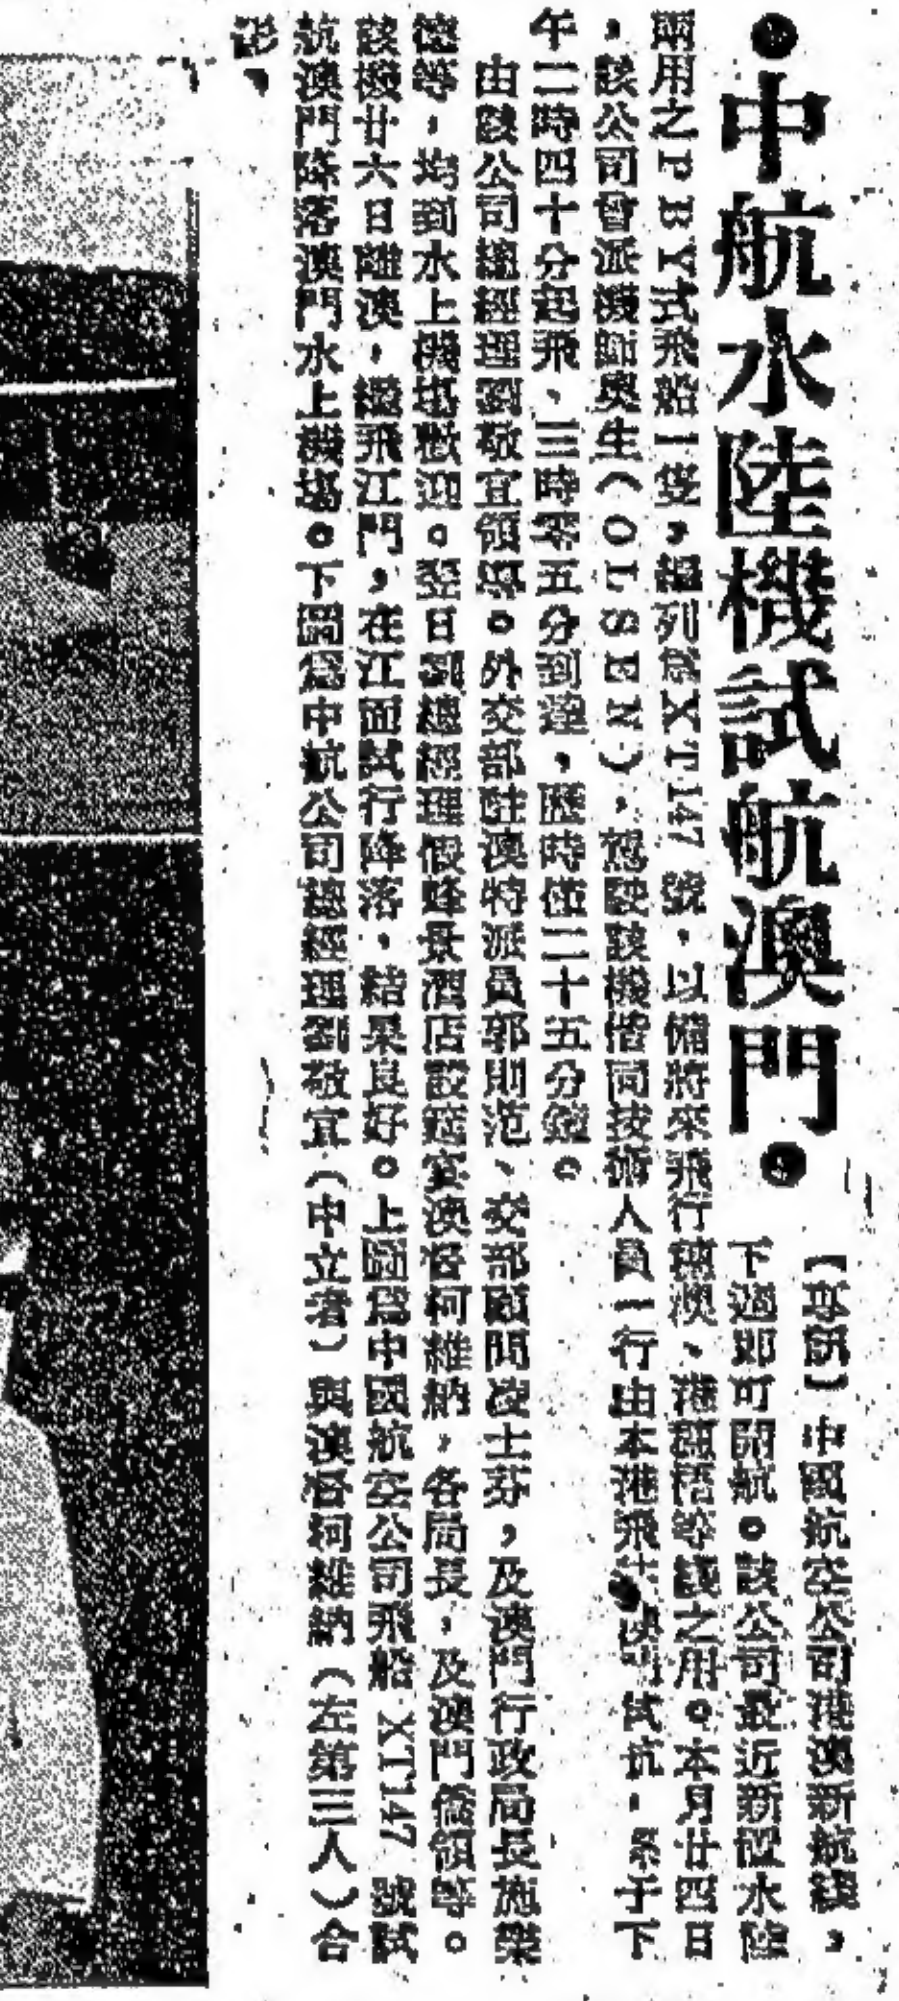 ●中航水陸機試航澳門●
【專訊】中國航空公司港澳新航線，
下週即可開航。該公司最近新置水陸
兩用之PBY式飛船一艘，編列為XT147號，以備將來飛行穗澳、港穗梧等綫之用。本月廿四日
，該公司曾派機師奥生（OLSEN），駕駛該機偕同技術人員一行由本港飛 試航，於下
午二時四十分起飛，三時零五分到達，歷時僅二十五分鐘。
由該公司總經理劉敬宜領導。外交部駐澳特派員郭則范、交部顧問凌士芬，及澳門行政局長施樂
德等，均到水上機場歡迎。翌日劉總經理假峰景酒店設筵宴澳督柯維納，各局長，及澳門僑領等。
該機廿六日離澳，繼飛江門，在江面試行降落，結果良好。上圖為中國航空公司飛船XT147號試
航澳門降落澳門水上機場。下圖為中航公司總經理劉敬宜（中立者）與澳督柯維納（左第三人）合
影。